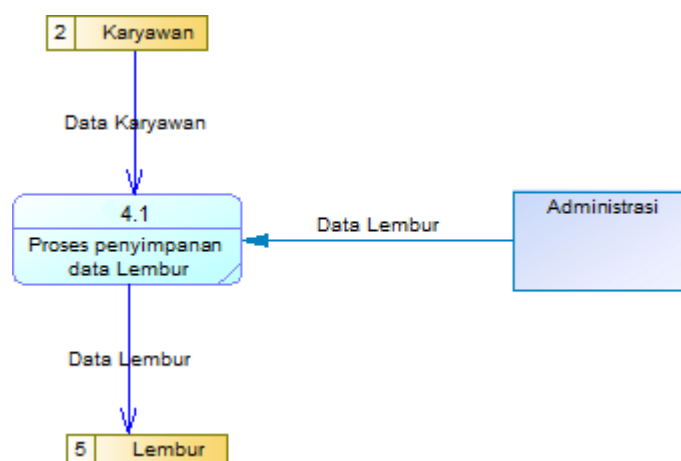 2 Karyawan
Data Karyawan
4.1
Proses penyimpanan
data Lembur
Data Lembur
Administrasi
Data Lembur
5 Lembur